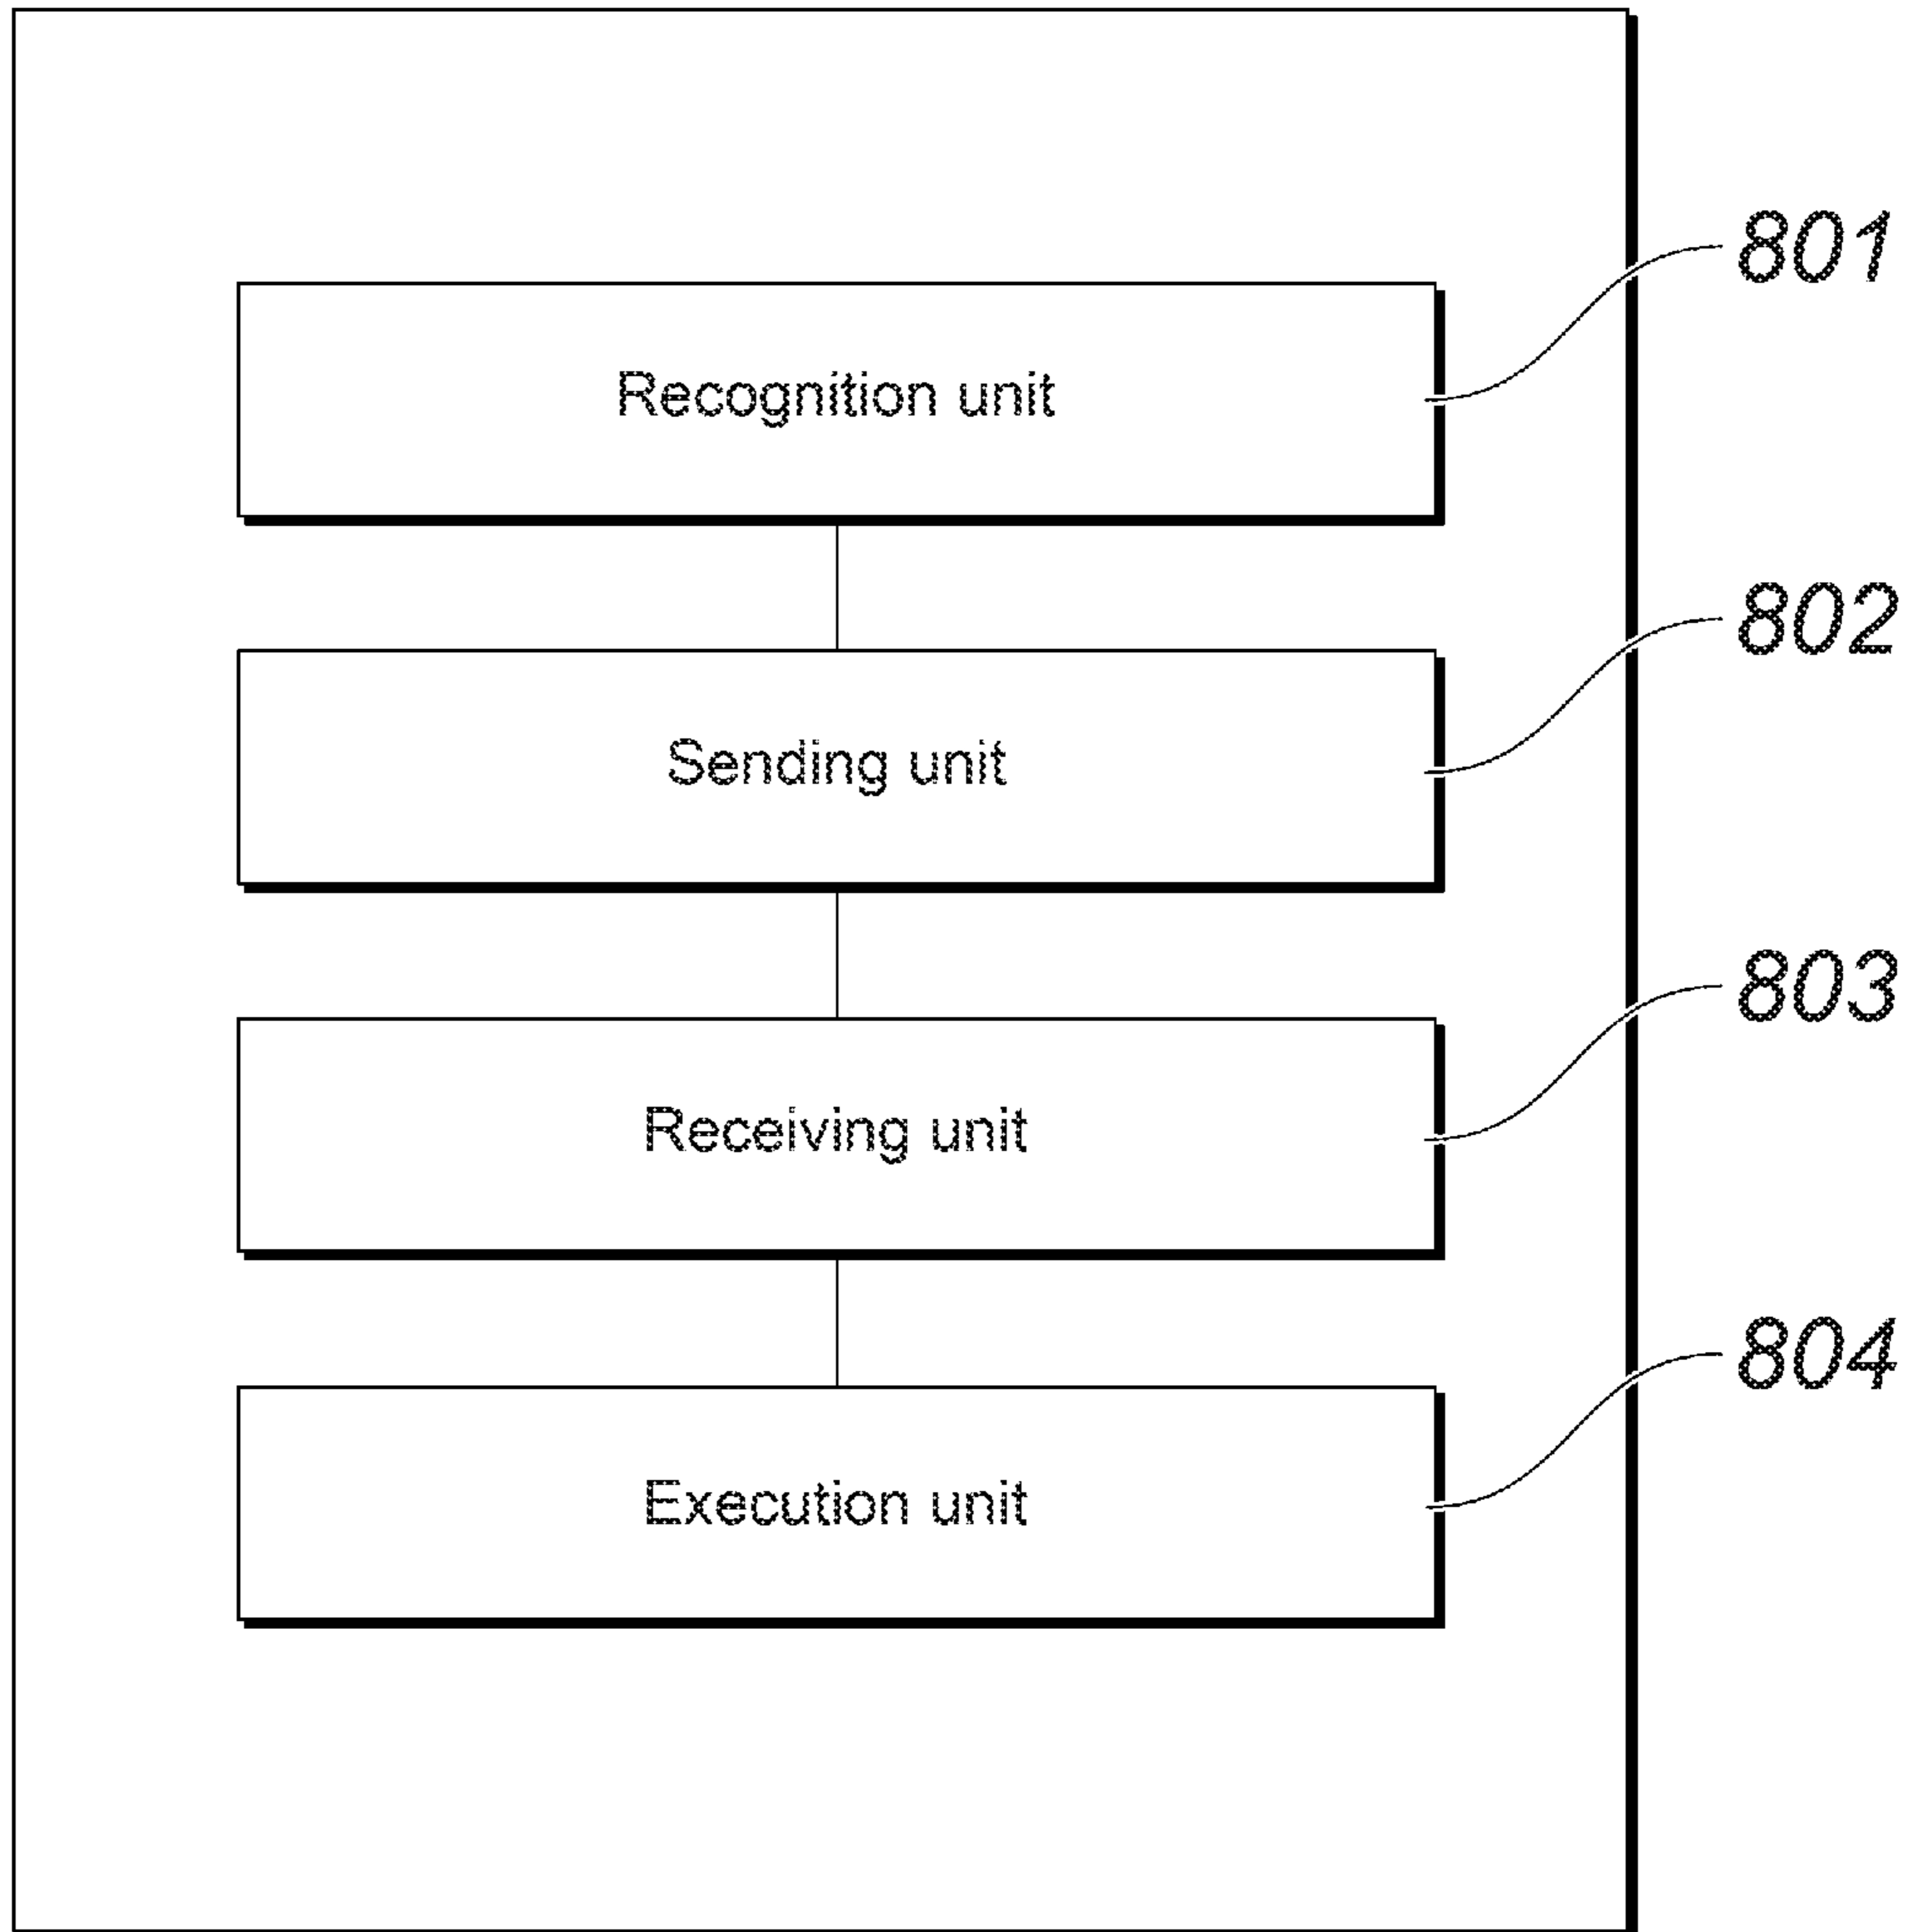 801
Recognition unit
802
Sending unit
803
Receiving unit
804
Execution unit